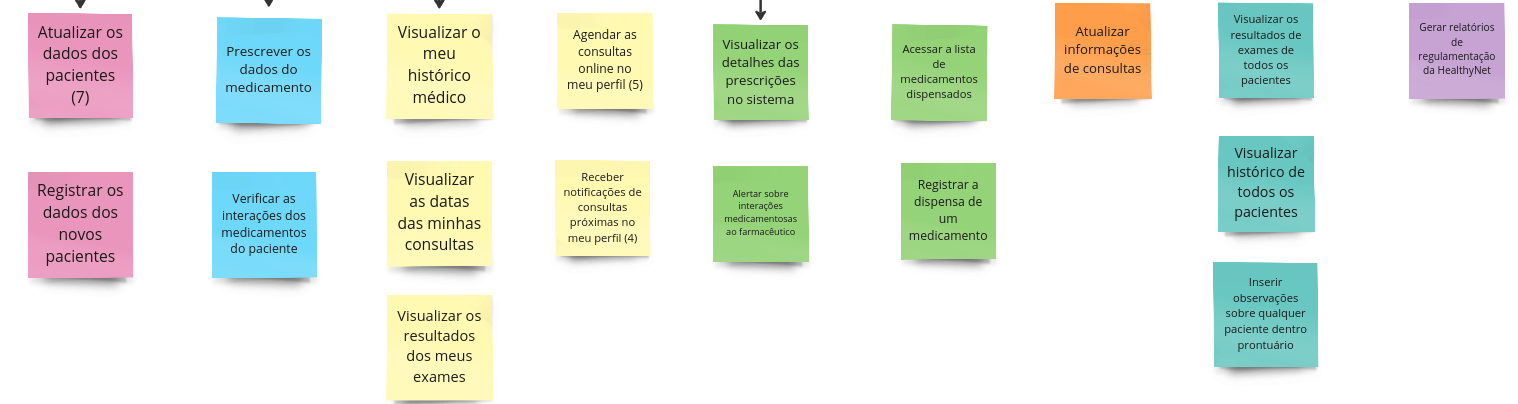 Atualizar os
dados dos
pacientes
(7)
Prescrever os
dados do
medicamento
Visualizar o
meu
histórico
médico
Agendar as
consultas
online no
meu perfil (5)
Visualizar os
detalhes das
prescrições
no sistema
Acessar a lista
de
medicamentos
dispensados
Atualizar
informações
de consultas
Visualizar os
resultados de
exames de
todos os
pacientes
Gerar relatórios
de
regulamentação
da HealthyNet
Registrar os
dados dos
novos
pacientes
Verificar as
interações dos
medicamentos
do paciente
Visualizar
as datas
das minhas
consultas
Receber
notificações de
consultas
próximas no
meu perfil (4)
Alertar sobre
interações
medicamentosas
ao farmacêutico
Registrar a
dispensa de
um
medicamento
Visualizar
histórico de
todos os
pacientes
Visualizar os
resultados
dos meus
exames
Inserir
observações
sobre qualquer
paciente dentro
prontuário